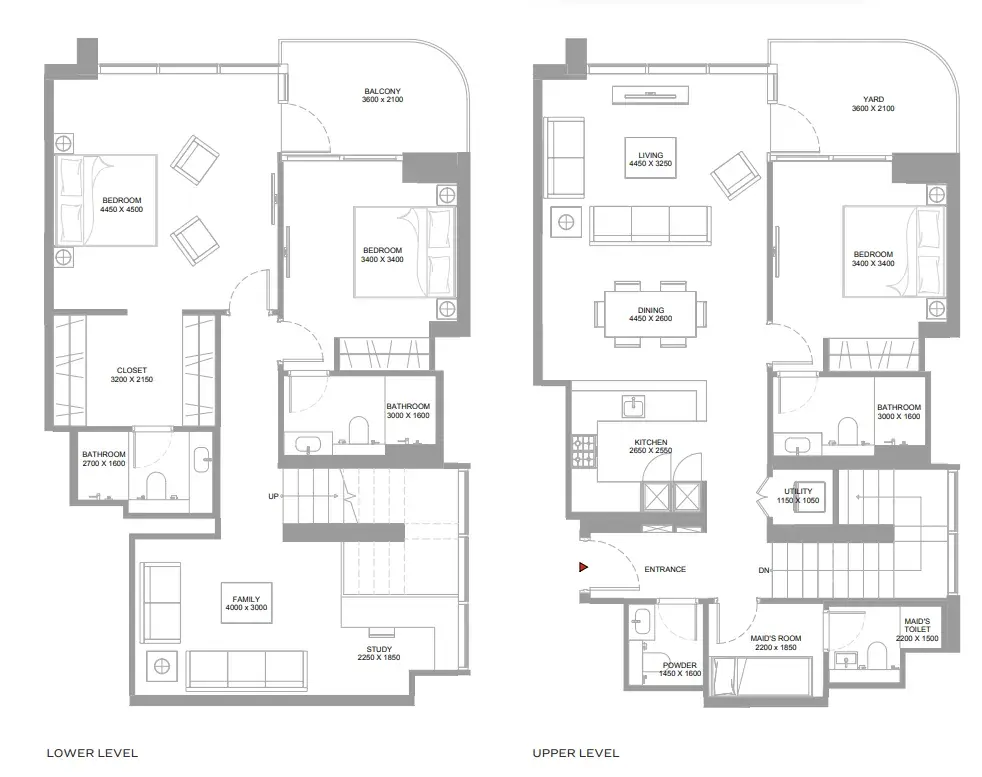 BALCONY
3600 x 2100
BEDROOM
4450 X 4500
BEDROOM
3400 X 3400
CLOSET
3200 X 2150
BATHROOM
3000 X 1600
BATHROOM
2700 X 1600
UP
FAMILY
4000 x 3000
STUDY
2250 X 1850
LOWER LEVEL
YARD
3600 X 2100
LIVING
4450 X 3250
BEDROOM
3400 X 3400
DINING
4450 X 2600
BATHROOM
3000 X 1600
KITCHEN
2650 X 2550
UTILITY
1150 X 1050
ENTRANCE
DN
MAID'S
TOILET
2200 X 1500
MAID'S ROOM
2200 x 1850
POWDER
1450 X 1600
UPPER LEVEL